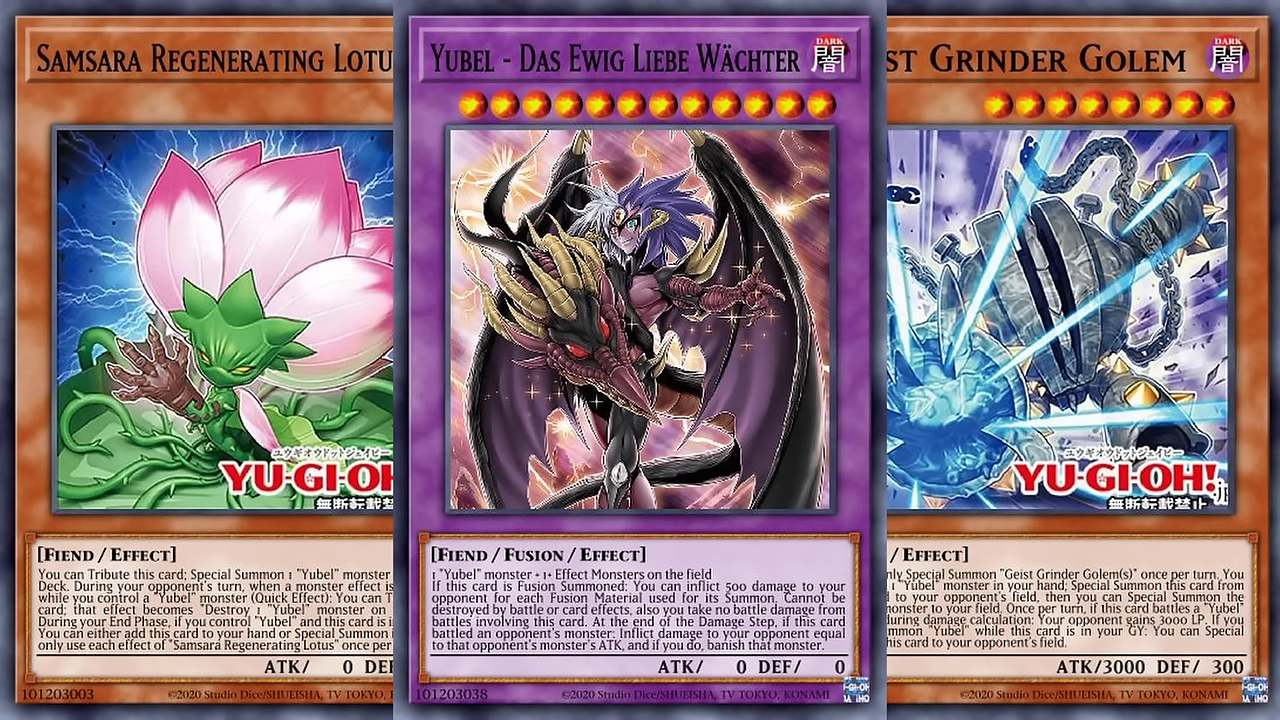 SAMSARA REGENERATING LOTU
エウギオウドットジェイピー
YU-GI-OH
無断転載禁
[FIEND / EFFECT]
You can Tribute this card; Special Summon 1 "Yubel" monster
Deck. During your opponent's turn, when a monster effect is
while you control a "Yubel" monster (Quick Effect): You can T
card; that effect becomes "Destroy 1 "Yubel" monster on
During your End Phase, if you control "Yubel" and this card is i
You can either add this card to your hand or Special Summon i
only use each effect of "Samsara Regenerating Lotus" once per
ATK/ 0 DEF
101203003
©2020 Studio Dice/SHUEISHA, TV TOKYO,
YUBEL - DAS EWIG LIEBE WÄCHTER
DARK
闇
[FIEND / FUSION / EFFECT]
1 "Yubel" monster + 1+ Effect Monsters on the field
If this card is Fusion Summoned: You can inflict 500 damage to your
opponent for each Fusion Material used for its Summon. Cannot be
destroyed by battle or card effects, also you take no battle damage from
battles involving this card. At the end of the Damage Step, if this card
battled an opponent's monster: Inflict damage to your opponent equal
to that opponent's monster's ATK, and if you do, banish that monster.
ATK/ 0 DEF/ 0
101203038
©2020 Studio Dice/SHUEISHA, TV TOKYO, KONAMI
ST GRINDER GOLEM
DARK
闇
エウギオウドットジェイピー
YU-GI-OH!
.jp
無断転載禁止
/ EFFECT]
nly Special Summon "Geist Grinder Golem(s)" once per turn. You
"Yubel" monster in your hand; Special Summon this card from
d to your opponent's field, then you can Special Summon the
monster to your field. Once per turn, if this card battles a "Yubel"
during damage calculation: Your opponent gains 3000 LP. If you
mmon "Yubel" while this card is in your GY: You can Special
his card to your opponent's field.
ATK/3000 DEF/ 300
©2020 Studio Dice/SHUEISHA, TV TOKYO, KONAMI